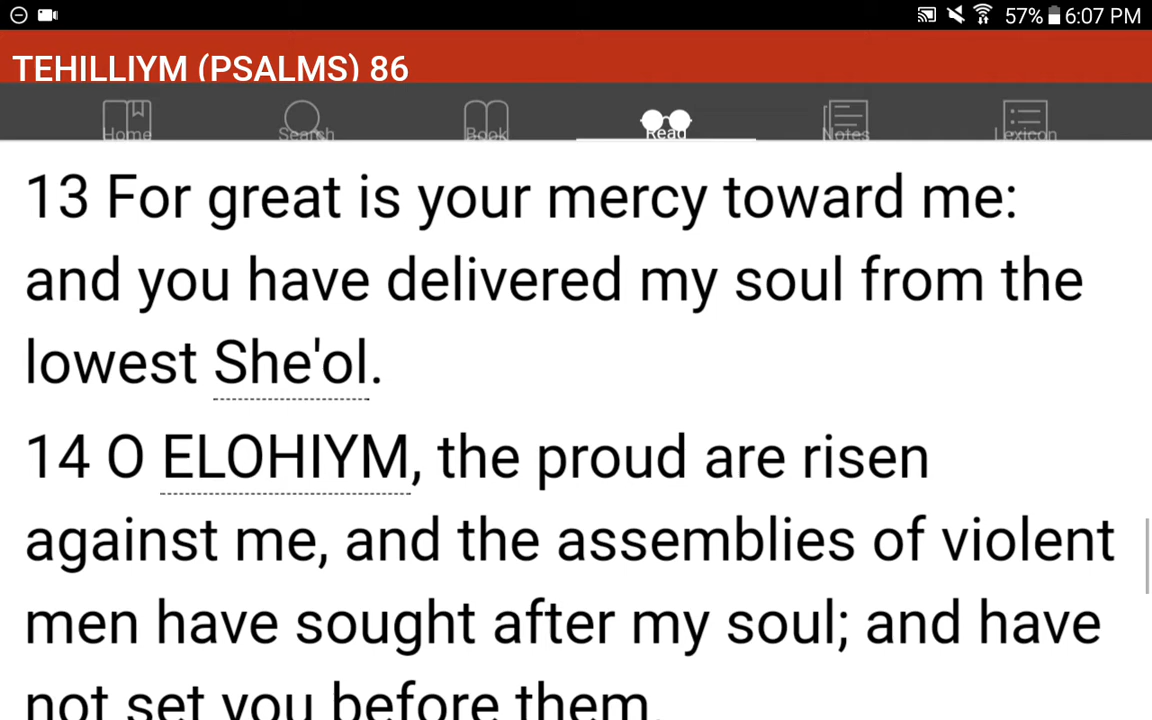 57% 6:07 PM
TEHILLIYM (PSALMS) 86
Home Search Book Read Notes Lexicon
13 For great is your mercy toward me:
and you have delivered my soul from the
lowest She'ol.
14 O ELOHIYM, the proud are risen
against me, and the assemblies of violent
men have sought after my soul; and have
not set you before them.